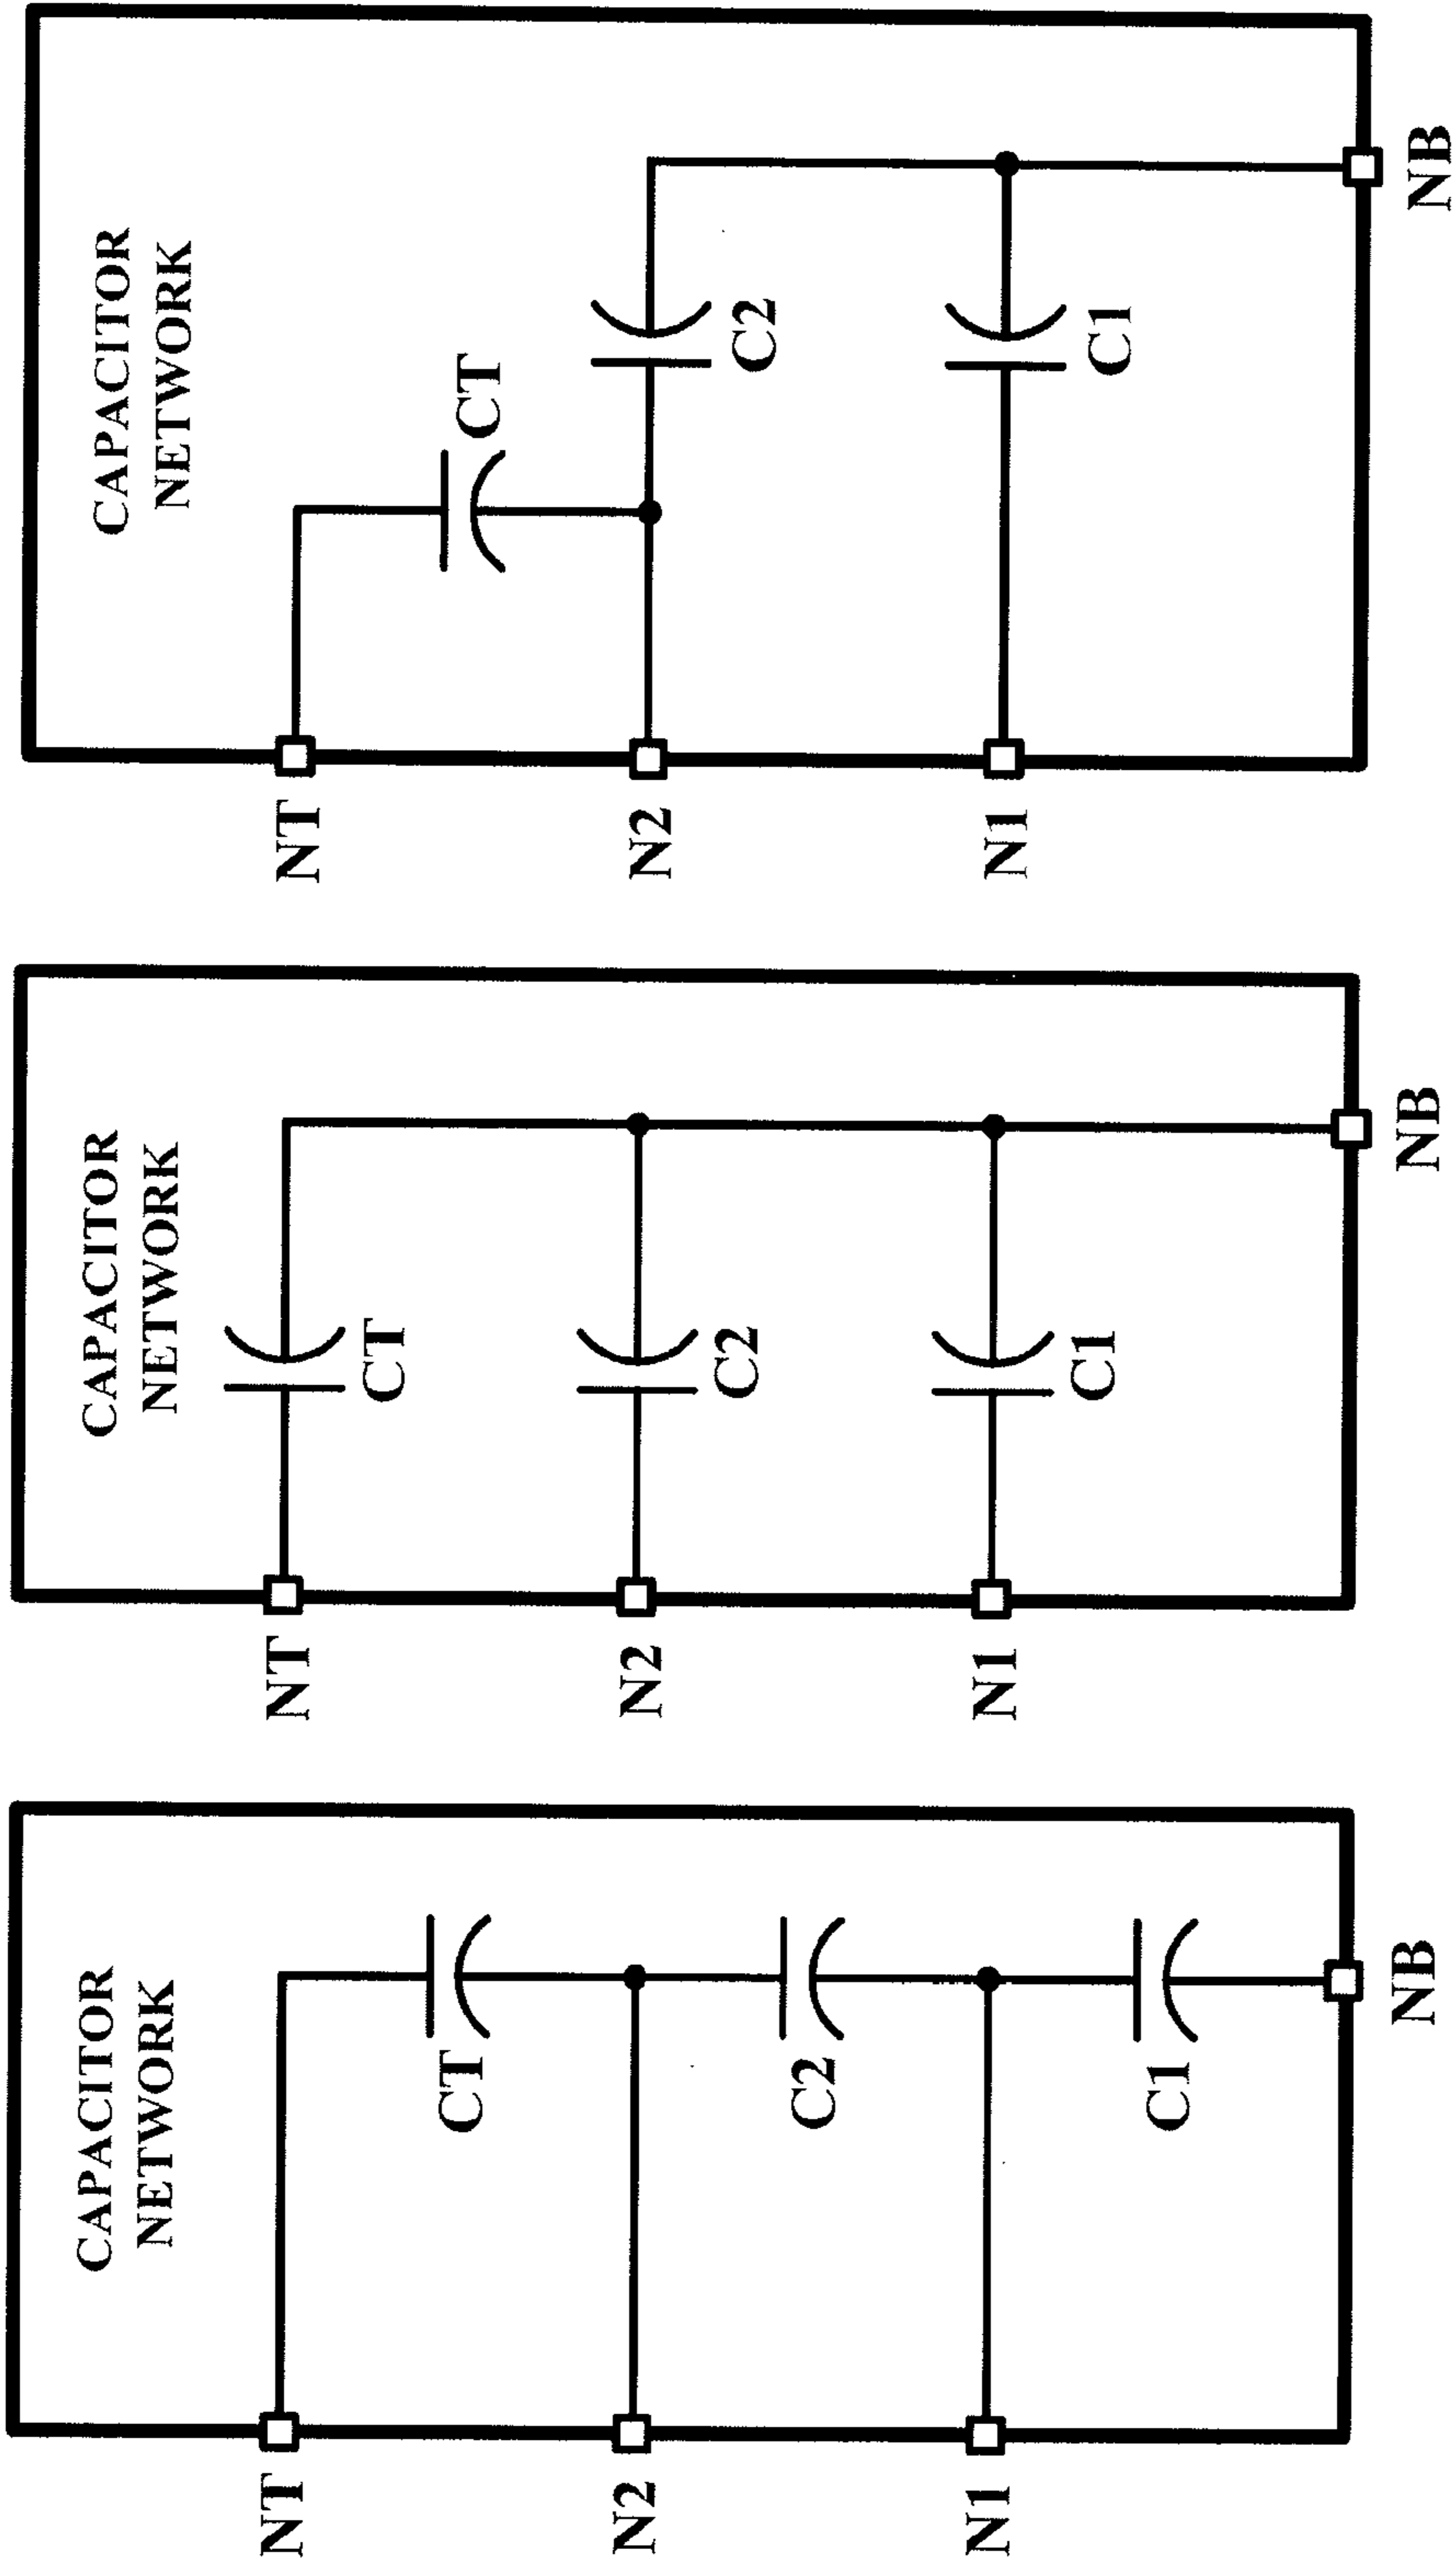 CAPACITOR
NETWORK
NT
CT
N2
C2
N1
C1
NB
CAPACITOR
NETWORK
NT
CT
N2
C2
N1
C1
NB
CAPACITOR
NETWORK
CT
NT
C2
N2
C1
N1
NB